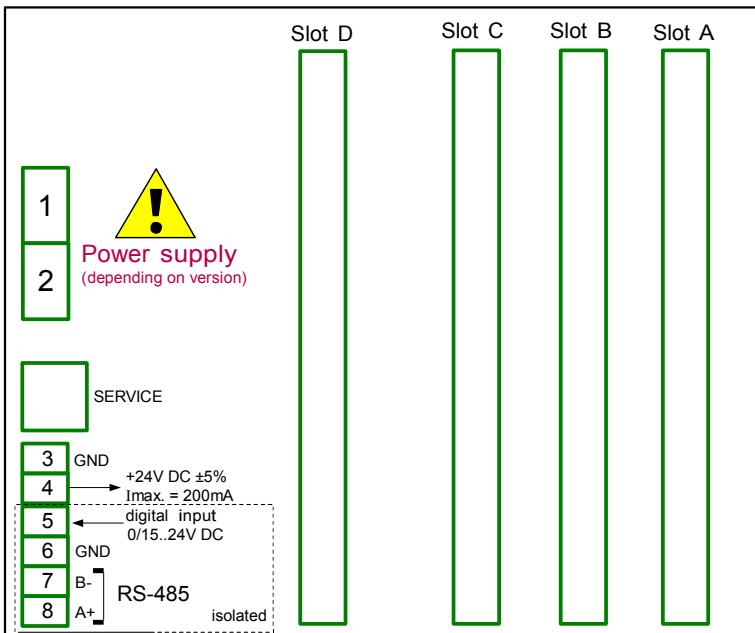 Slot D Slot C Slot B Slot A
1
!
Power supply
2
(depending on version)
SERVICE
3 GND
4 +24V DC ±5%
Imax. = 200mA
5 digital input
0/15..24V DC
6 GND
7 B-
RS-485
8 A+
isolated